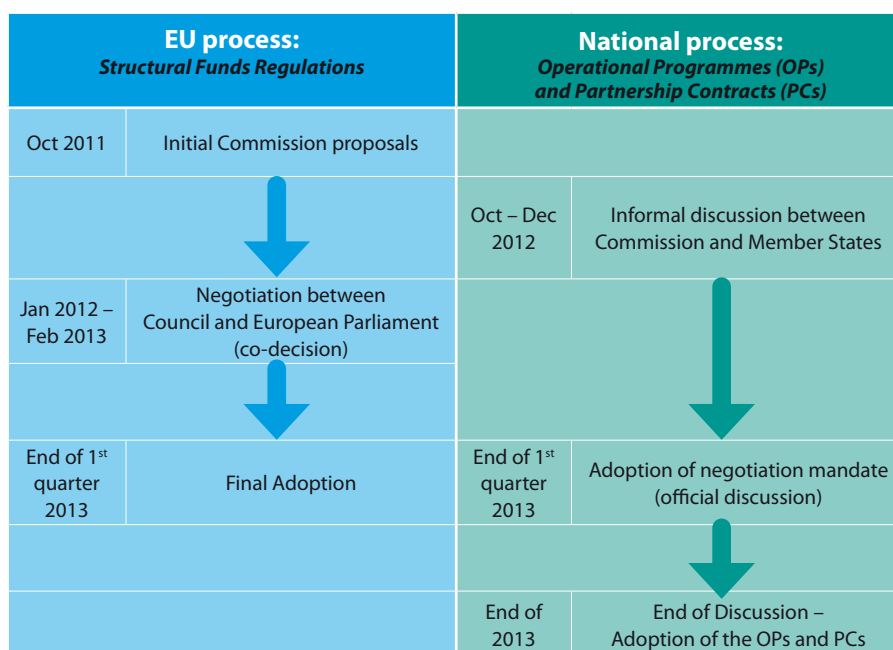 EU process:
Structural Funds Regulations
National process:
Operational Programmes (OPs)
and Partnership Contracts (PCs)
Oct 2011
Initial Commission proposals
Oct – Dec
2012
Informal discussion between
Commission and Member States
Jan 2012 –
Feb 2013
Negotiation between
Council and European Parliament
(co-decision)
End of 1st
quarter
2013
Final Adoption
End of 1st
quarter
2013
Adoption of negotiation mandate
(official discussion)
End of
2013
End of Discussion –
Adoption of the OPs and PCs